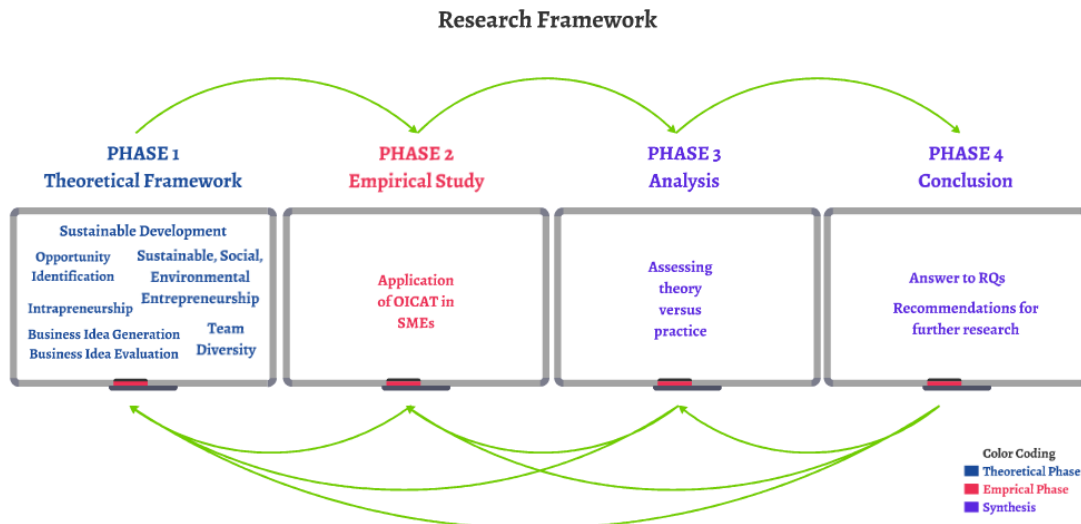 Research Framework
PHASE 1
Theoretical Framework
PHASE 2
Empirical Study
PHASE 3
Analysis
PHASE 4
Conclusion
Sustainable Development
Opportunity
Identification
Sustainable, Social,
Environmental
Entrepreneurship
Intrapreneurship
Business Idea Generation
Business Idea Evaluation
Team
Diversity
Application
of OICAT in
SMEs
Assessing
theory
versus
practice
Answer to RQs
Recommendations for
further research
Color Coding
Theoretical Phase
Emprical Phase
Synthesis